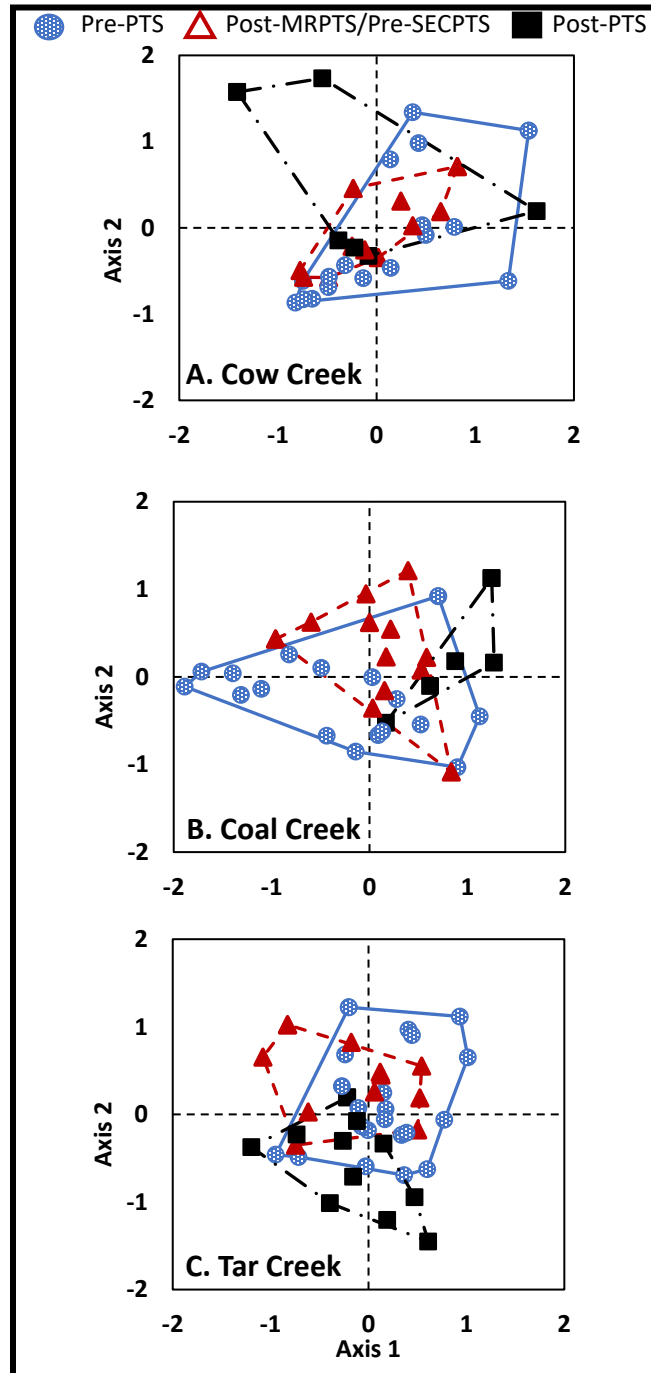 Pre-PTS Post-MRPTS/Pre-SECPTS Post-PTS
2
1
0
-1
-2
Axis 2
A. Cow Creek
-2 -1 0 1 2
2
1
0
-1
-2
Axis 2
B. Coal Creek
-2 -1 0 1 2
2
1
0
-1
-2
Axis 2
C. Tar Creek
-2 -1 0 1 2
Axis 1